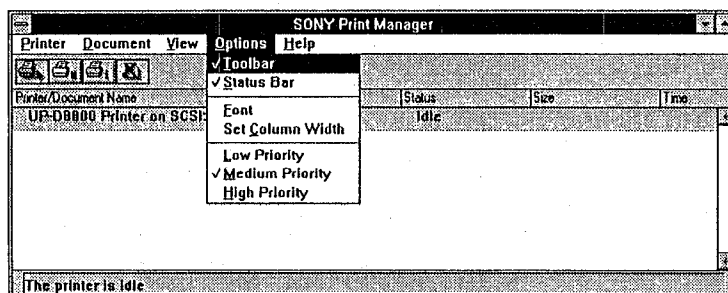 SONY Print Manager
Printer Document View Options Help
✓ Toolbar
✓ Status Bar
Font
Set Column Width
Low Priority
✓ Medium Priority
High Priority
Printer/Document Name Status Size Time
UP-D8800 Printer on SCSI: Idle
The printer is Idle